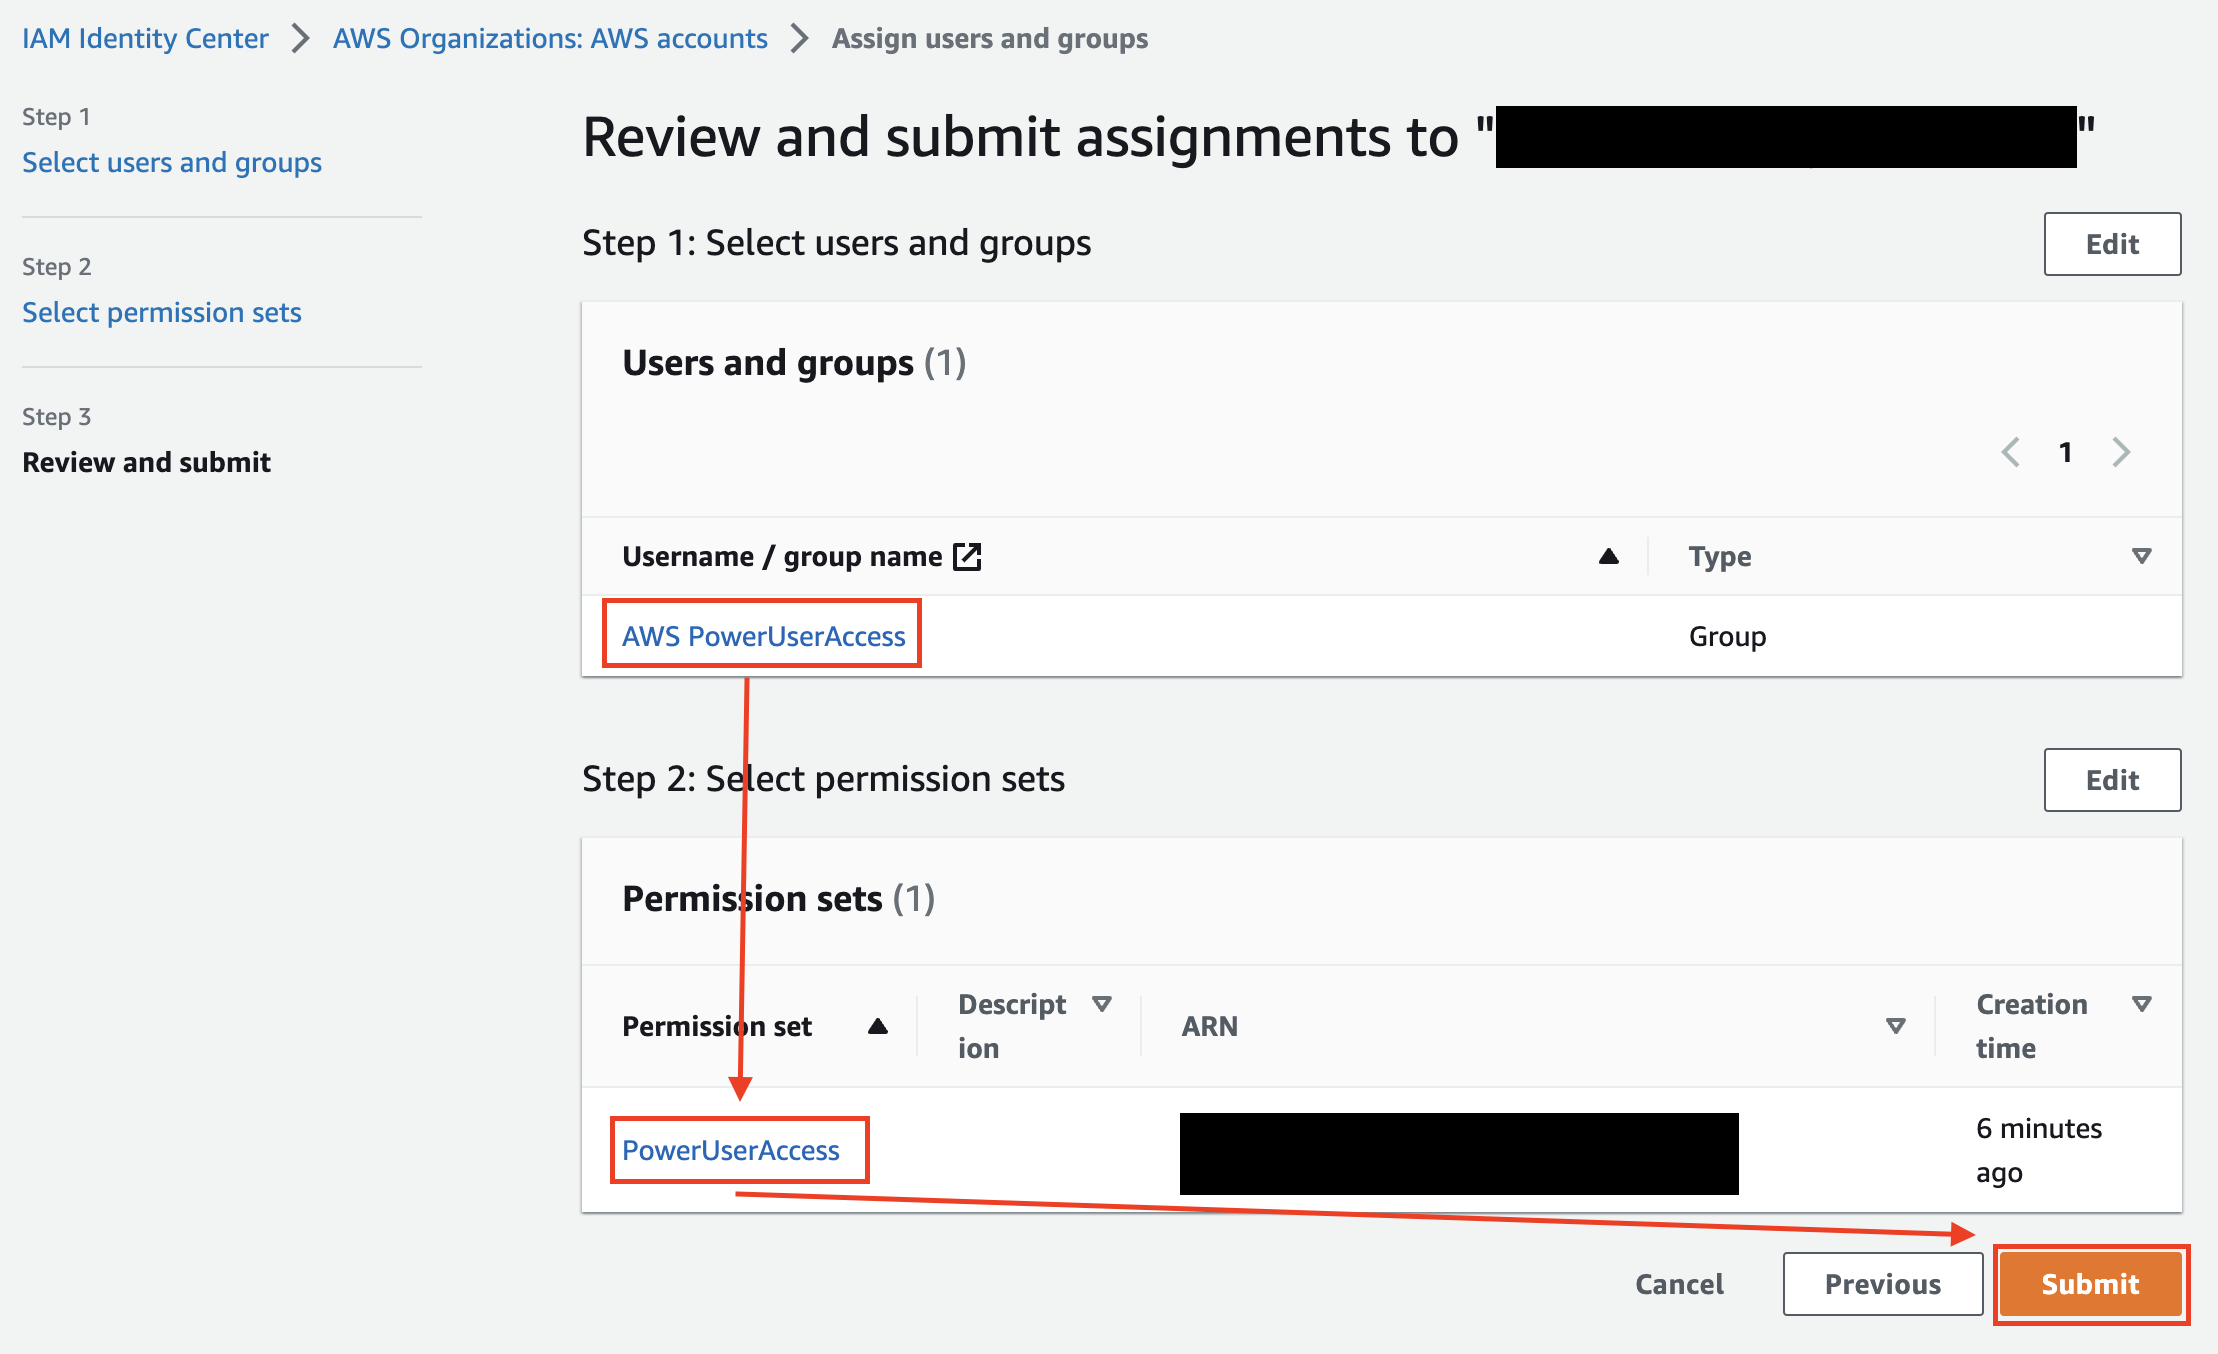 IAM Identity Center > AWS Organizations: AWS accounts > Assign users and groups
Step 1
Select users and groups
Step 2
Select permission sets
Step 3
Review and submit
Review and submit assignments to " "
Step 1: Select users and groups
Edit
Users and groups (1)
1
Username / group name
Type
AWS PowerUserAccess
Group
Step 2: Select permission sets
Edit
Permission sets (1)
Permission set
Descript
ion
ARN
Creation
time
PowerUserAccess
6 minutes
ago
Cancel
Previous
Submit